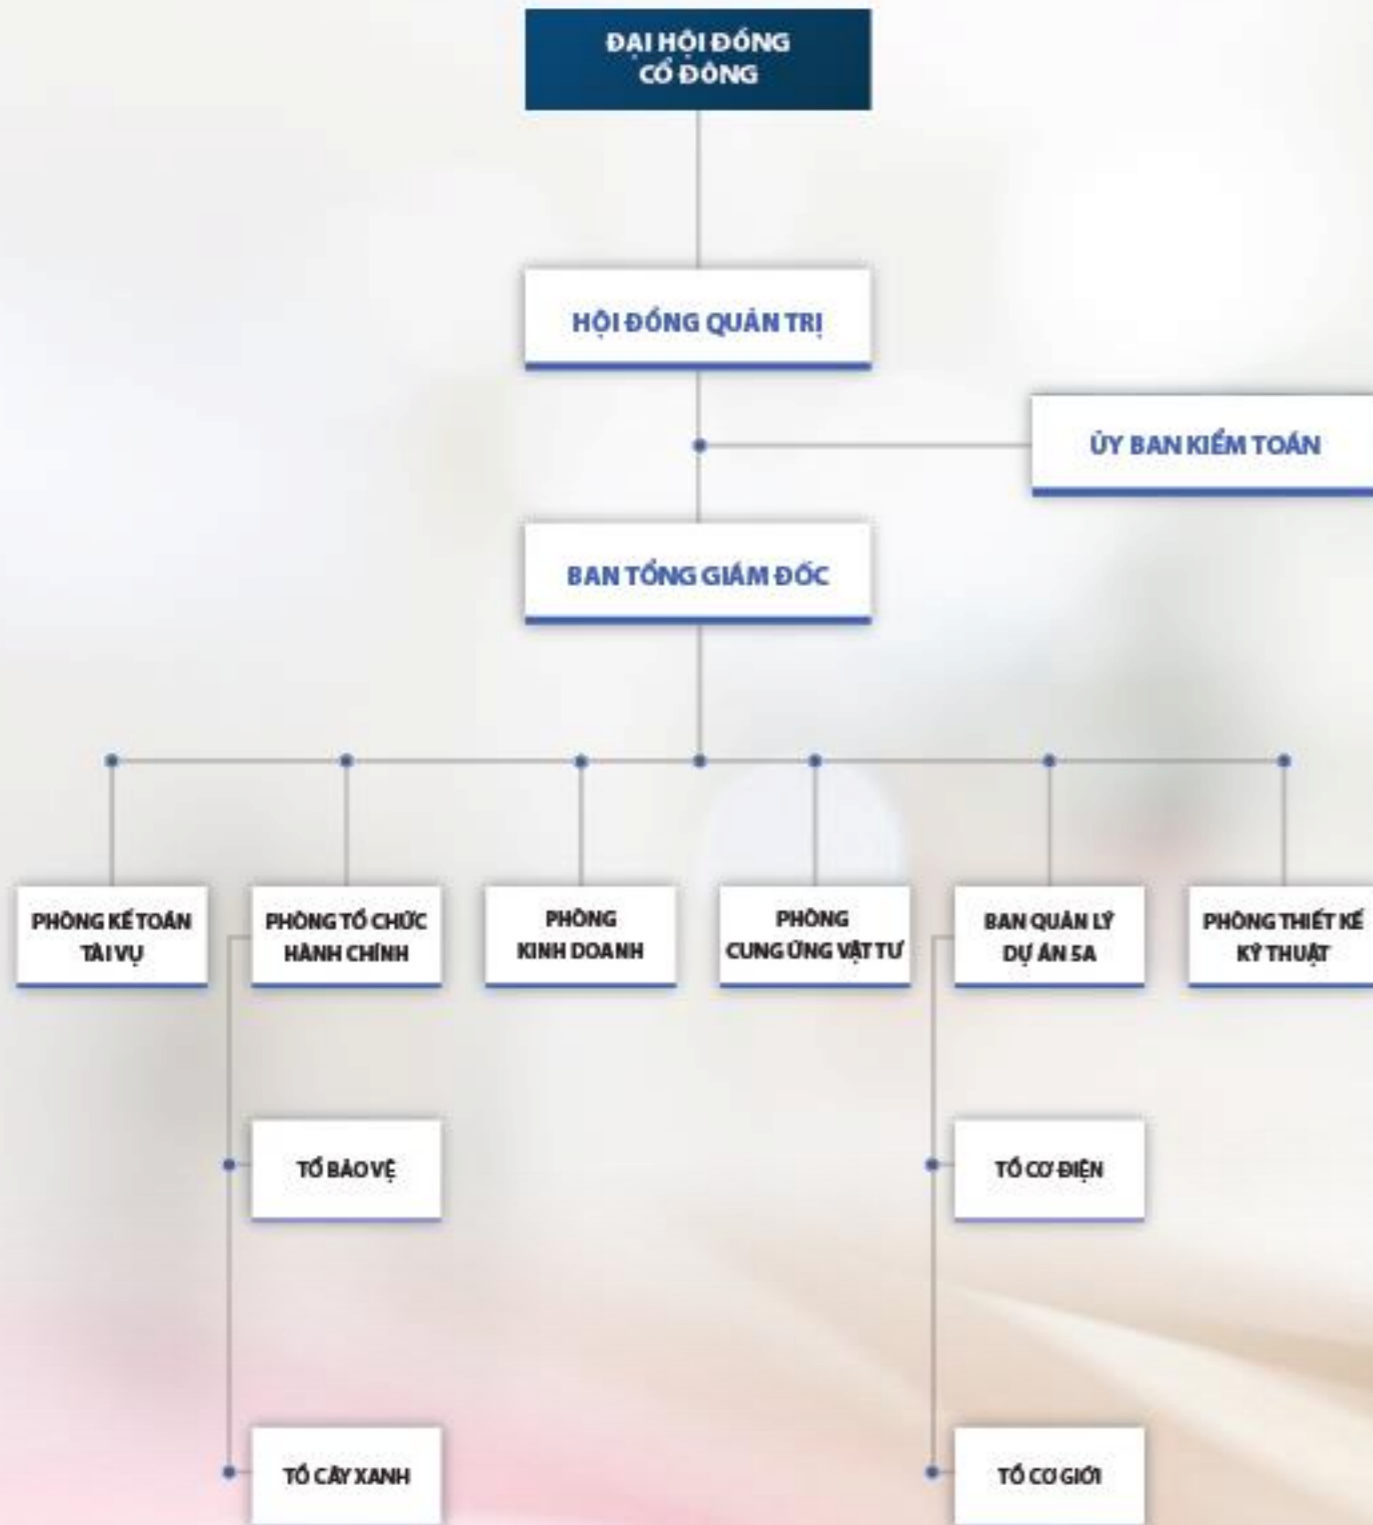 ĐẠI HỘI ĐỒNG
CỔ ĐÔNG
HỘI ĐỒNG QUẢN TRỊ
ỦY BAN KIỂM TOÁN
BAN TỔNG GIÁM ĐỐC
PHÒNG KẾ TOÁN
TÀI VỤ
PHÒNG TỔ CHỨC
HÀNH CHÍNH
PHÒNG
KINH DOANH
PHÒNG
CUNG ỨNG VẬT TƯ
BAN QUẢN LÝ
DỰ ÁN 5A
PHÒNG THIẾT KẾ
KỸ THUẬT
TỔ BẢO VỆ
TỔ CƠ ĐIỆN
TỔ CÂY XANH
TỔ CƠ GIỚI